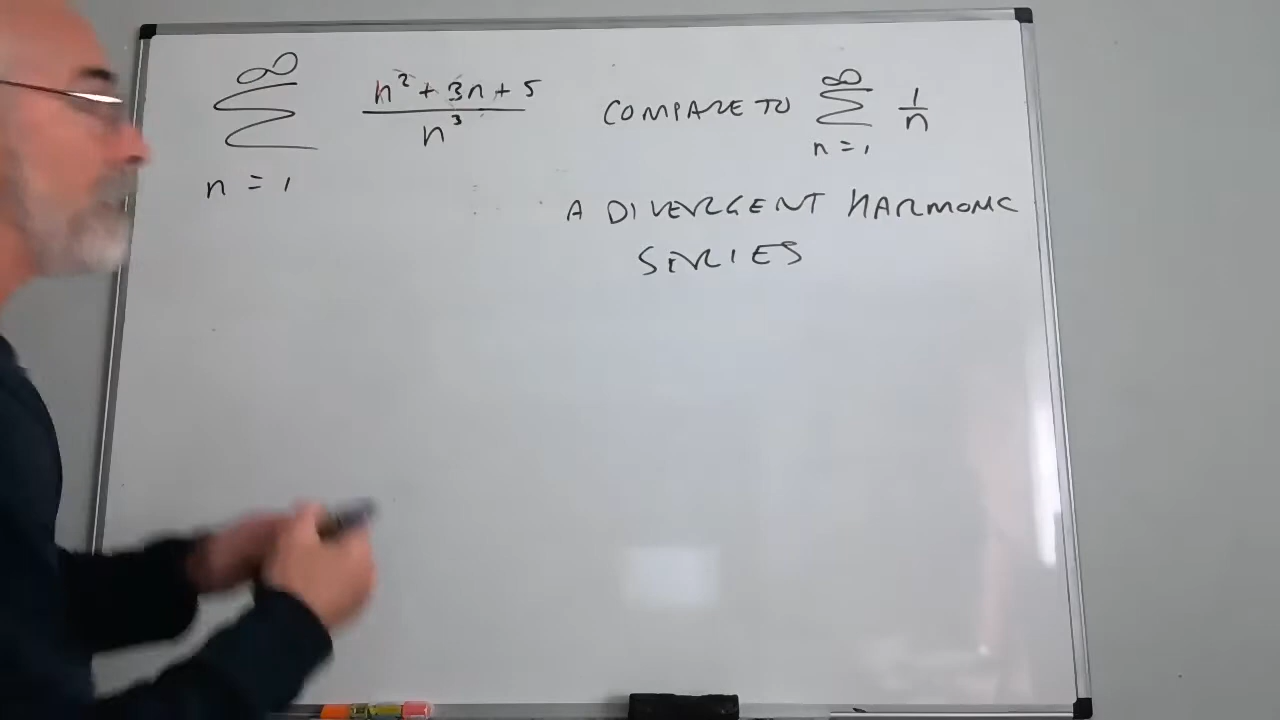 ∞
Σ n² + 3n + 5 / n³ COMPARE TO ∞ Σ n = 1 1/n
n = 1
A DIVERGENT HARMONIC
SERIES